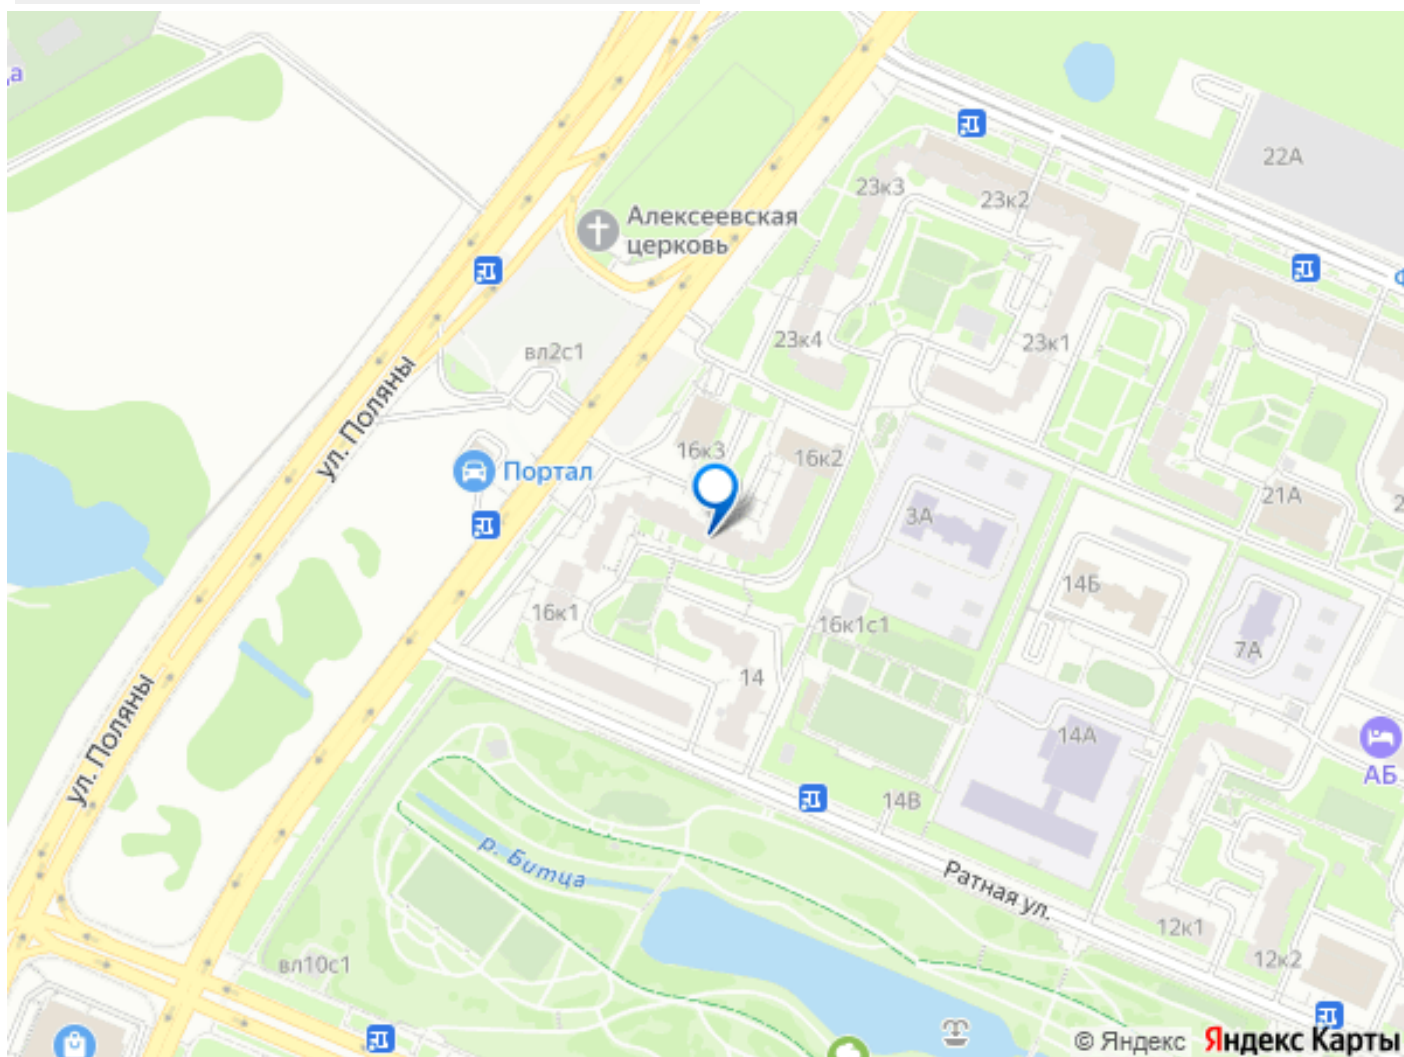 22А
23к3
23к2
Алексеевская
церковь
23к4
23к1
вл2с1
ул. Поляны
16к3
16к2
Портал
21А
3А
14Б
16к1
16к1с1
7А
14
ул. Поляны
14А
АБ
14В
р. Битца
Ратная ул.
12к1
12к2
вл10с1
© Яндекс Яндекс Карты